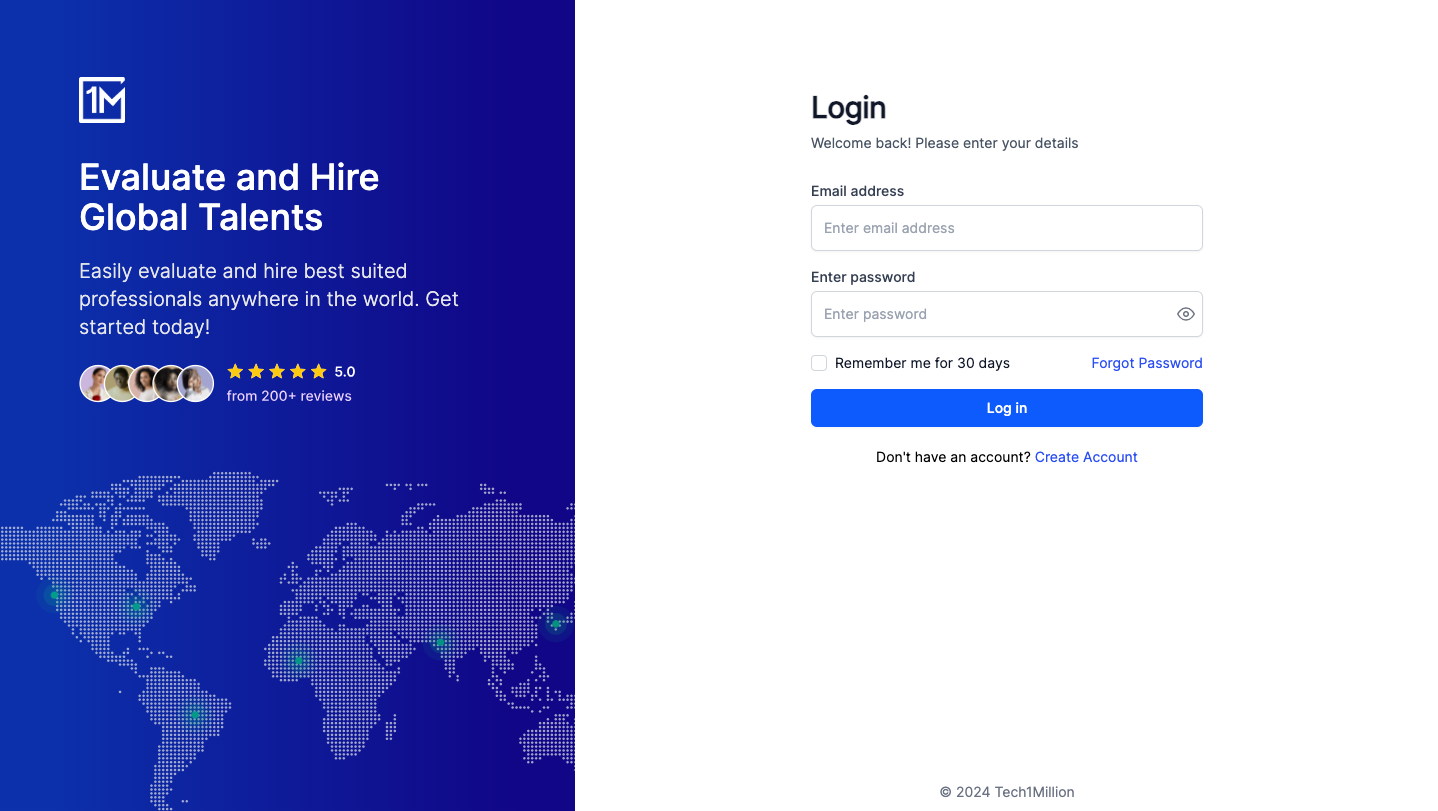 1M
Evaluate and Hire
Global Talents
Easily evaluate and hire best suited
professionals anywhere in the world. Get
started today!
5.0
from 200+ reviews
Login
Welcome back! Please enter your details
Email address
Enter email address
Enter password
Enter password
Remember me for 30 days
Forgot Password
Log in
Don't have an account? Create Account
© 2024 Tech1Million